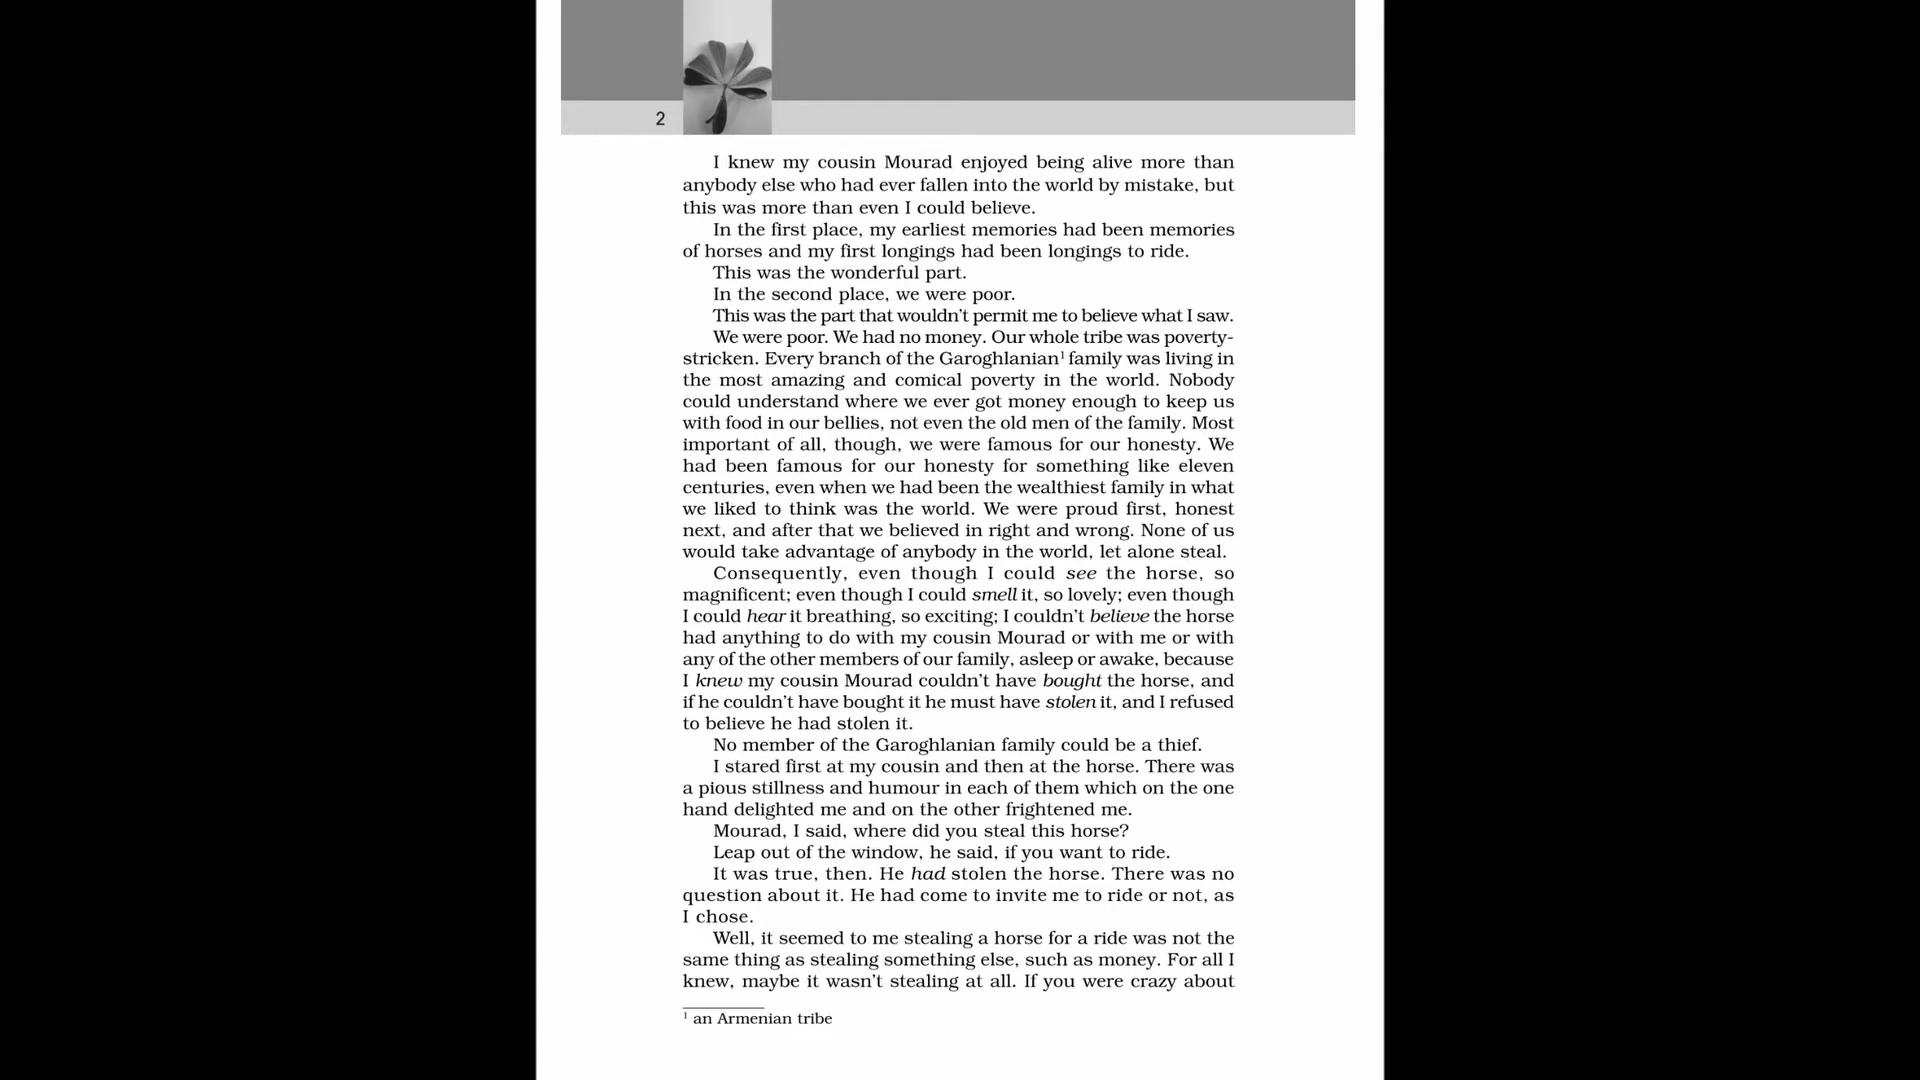 2
I knew my cousin Mourad enjoyed being alive more than
anybody else who had ever fallen into the world by mistake, but
this was more than even I could believe.
In the first place, my earliest memories had been memories
of horses and my first longings had been longings to ride.
This was the wonderful part.
In the second place, we were poor.
This was the part that wouldn't permit me to believe what I saw.
We were poor. We had no money. Our whole tribe was poverty-
stricken. Every branch of the Garoghlanian¹ family was living in
the most amazing and comical poverty in the world. Nobody
could understand where we ever got money enough to keep us
with food in our bellies, not even the old men of the family. Most
important of all, though, we were famous for our honesty. We
had been famous for our honesty for something like eleven
centuries, even when we had been the wealthiest family in what
we liked to think was the world. We were proud first, honest
next, and after that we believed in right and wrong. None of us
would take advantage of anybody in the world, let alone steal.
Consequently, even though I could see the horse, so
magnificent; even though I could smell it, so lovely; even though
I could hear it breathing, so exciting; I couldn't believe the horse
had anything to do with my cousin Mourad or with me or with
any of the other members of our family, asleep or awake, because
I knew my cousin Mourad couldn't have bought the horse, and
if he couldn't have bought it he must have stolen it, and I refused
to believe he had stolen it.
No member of the Garoghlanian family could be a thief.
I stared first at my cousin and then at the horse. There was
a pious stillness and humour in each of them which on the one
hand delighted me and on the other frightened me.
Mourad, I said, where did you steal this horse?
Leap out of the window, he said, if you want to ride.
It was true, then. He had stolen the horse. There was no
question about it. He had come to invite me to ride or not, as
I chose.
Well, it seemed to me stealing a horse for a ride was not the
same thing as stealing something else, such as money. For all I
knew, maybe it wasn't stealing at all. If you were crazy about
¹ an Armenian tribe